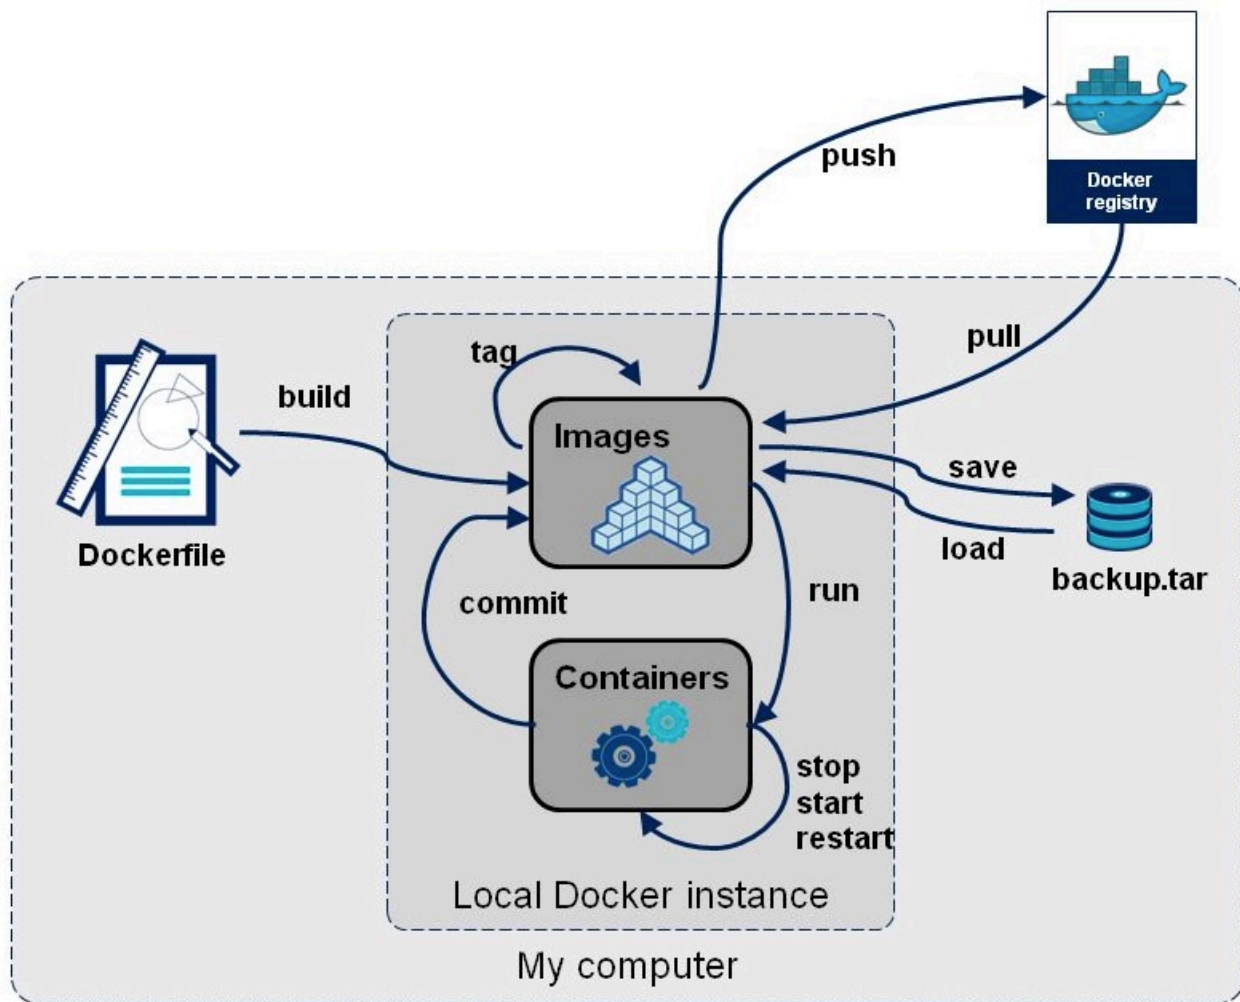 push
Docker
registry
tag
pull
build
Images
save
Dockerfile
load
backup.tar
commit
run
Containers
stop
start
restart
Local Docker instance
My computer